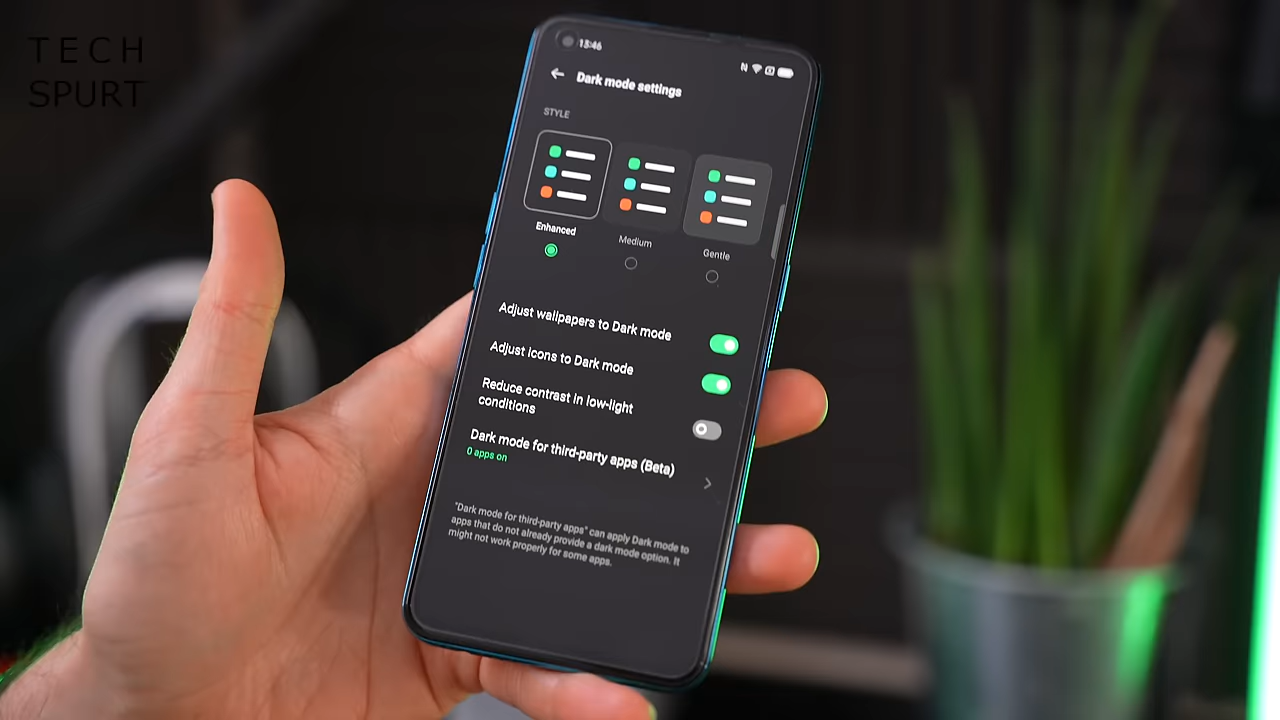 TECH
SPURT
13:46
Dark mode settings
STYLE
Enhanced
Medium
Gentle
Adjust wallpapers to Dark mode
Adjust icons to Dark mode
Reduce contrast in low-light
conditions
Dark mode for third-party apps (Beta)
0 apps on
"Dark mode for third-party apps" can apply Dark mode to
apps that do not already provide a dark mode option. It
might not work properly for some apps.